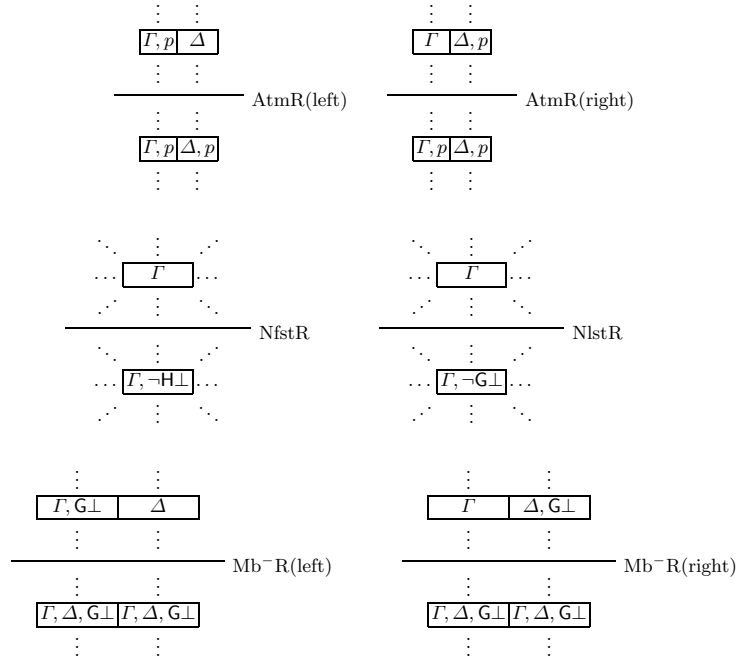 Γ, p Δ Γ Δ, p
AtmR(left) AtmR(right)
Γ, p Δ, p Γ, p Δ, p
Γ Γ
NfstR NlstR
Γ, ¬H⊥ Γ, ¬G⊥
Γ, G⊥ Δ Γ Δ, G⊥
Mb⁻R(left) Mb⁻R(right)
Γ, Δ, G⊥ Γ, Δ, G⊥ Γ, Δ, G⊥ Γ, Δ, G⊥